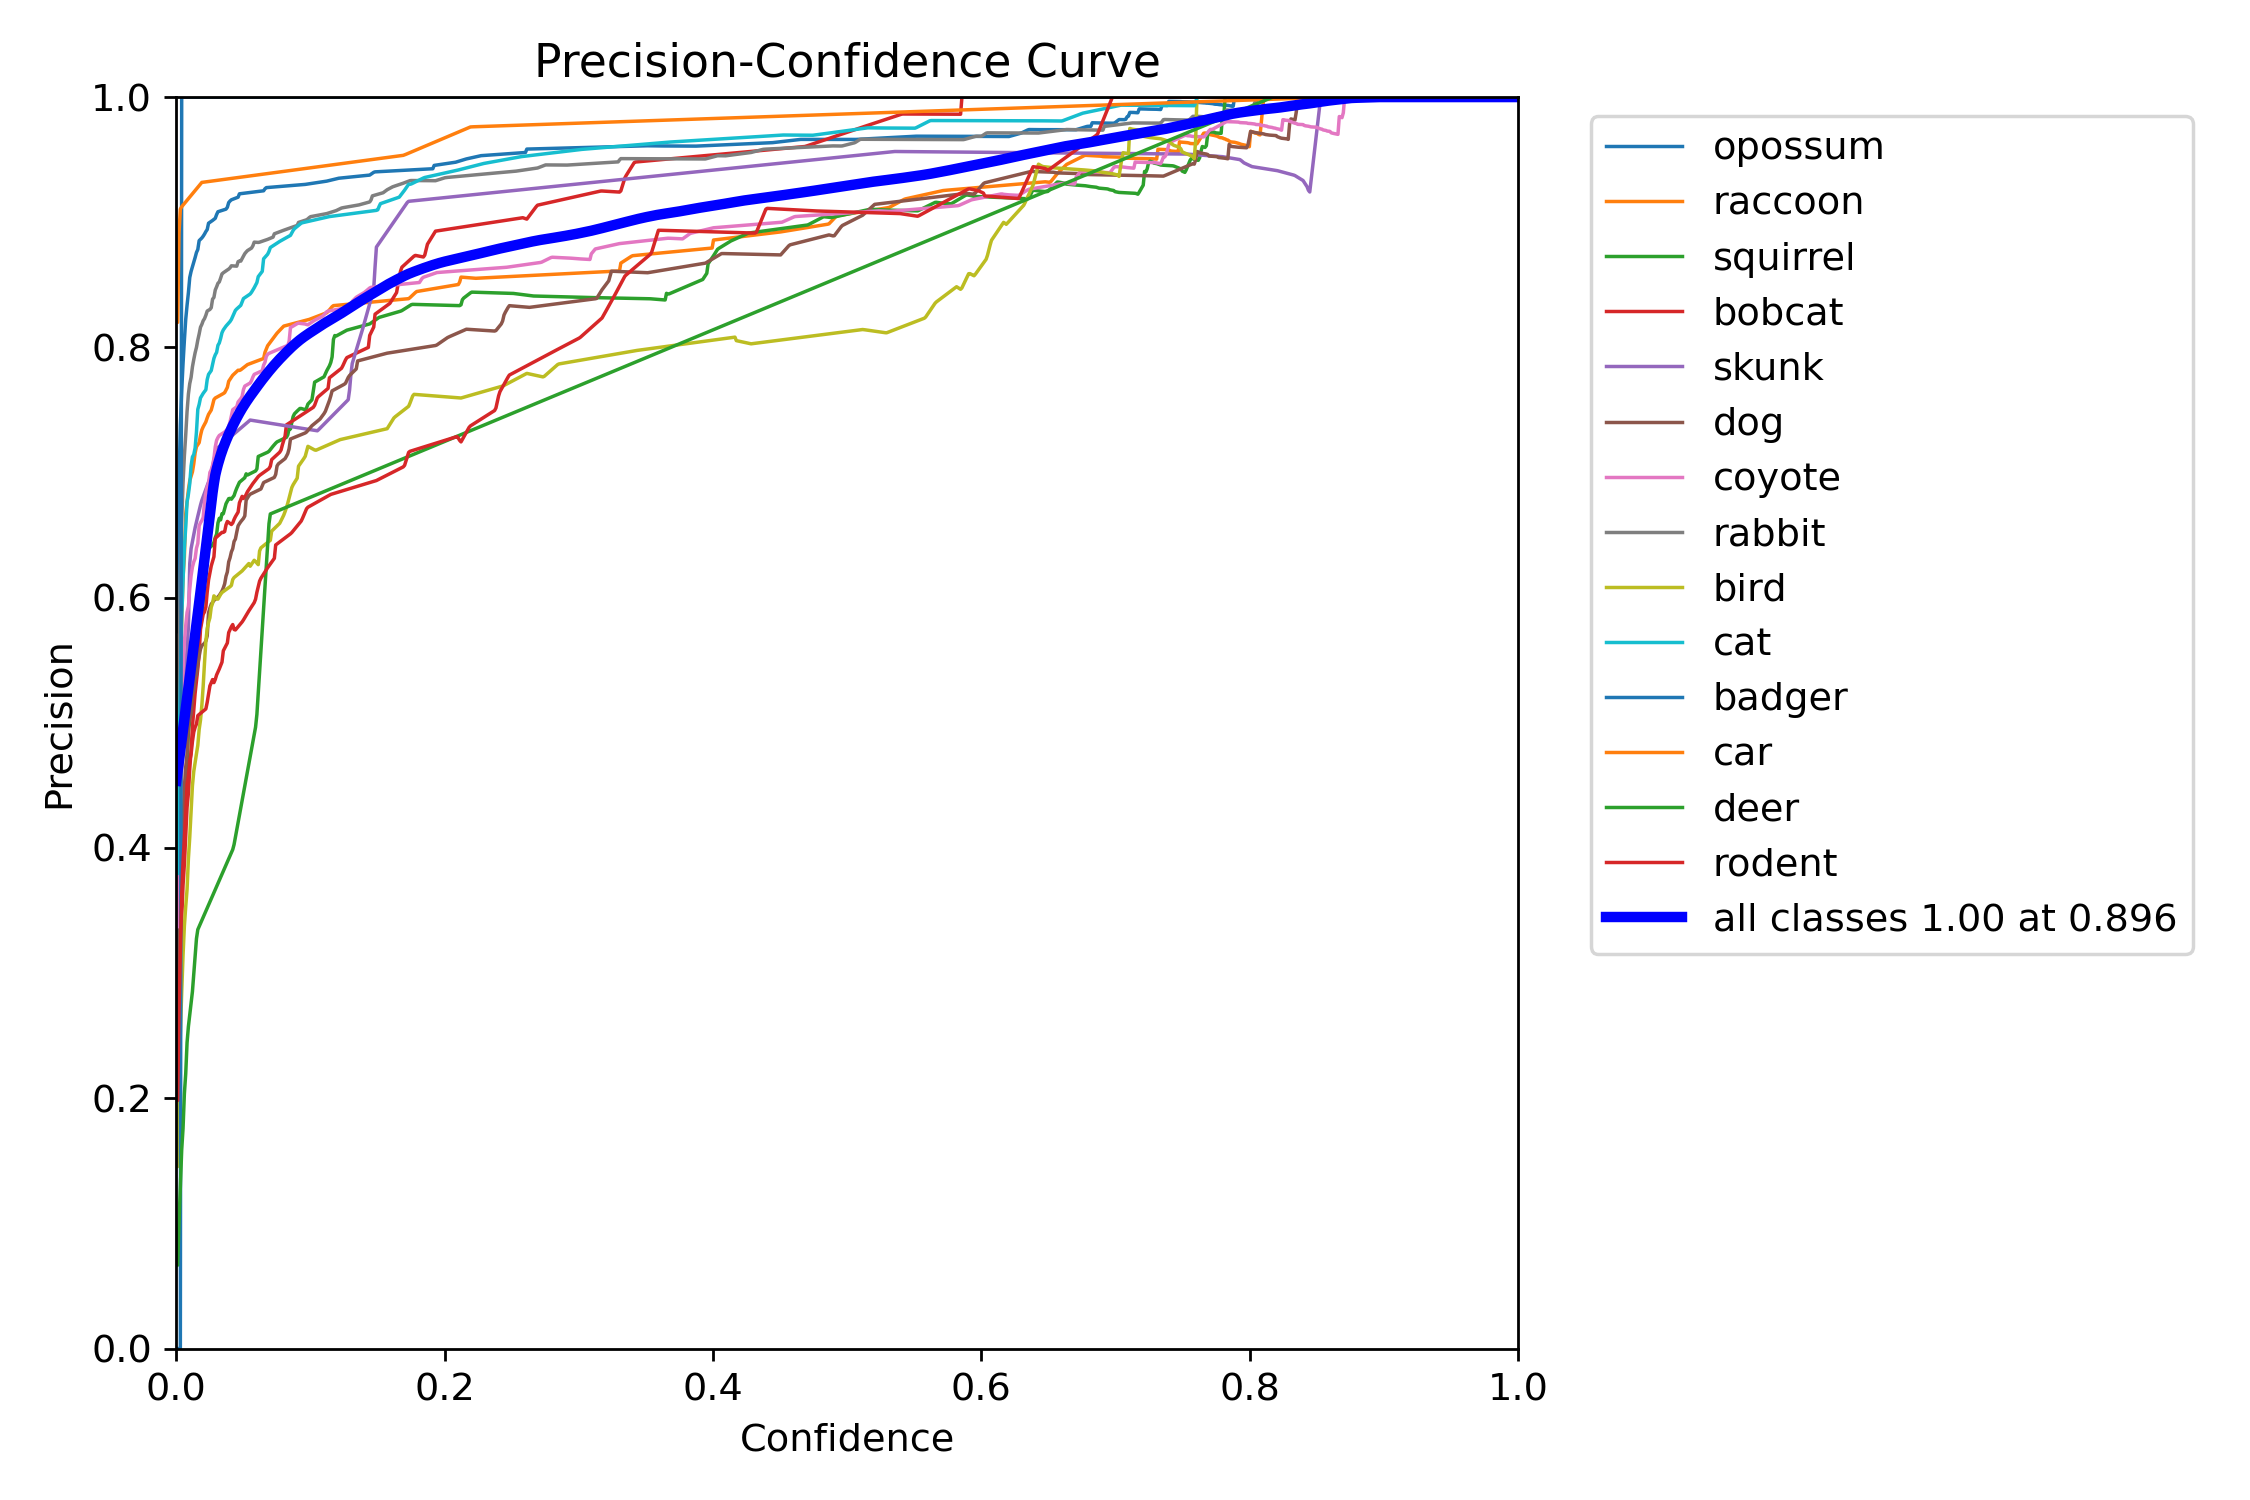 Precision-Confidence Curve
1.0
0.8
0.6
0.4
0.2
0.0
Precision
0.0 0.2 0.4 0.6 0.8 1.0
Confidence
opossum
raccoon
squirrel
bobcat
skunk
dog
coyote
rabbit
bird
cat
badger
car
deer
rodent
all classes 1.00 at 0.896